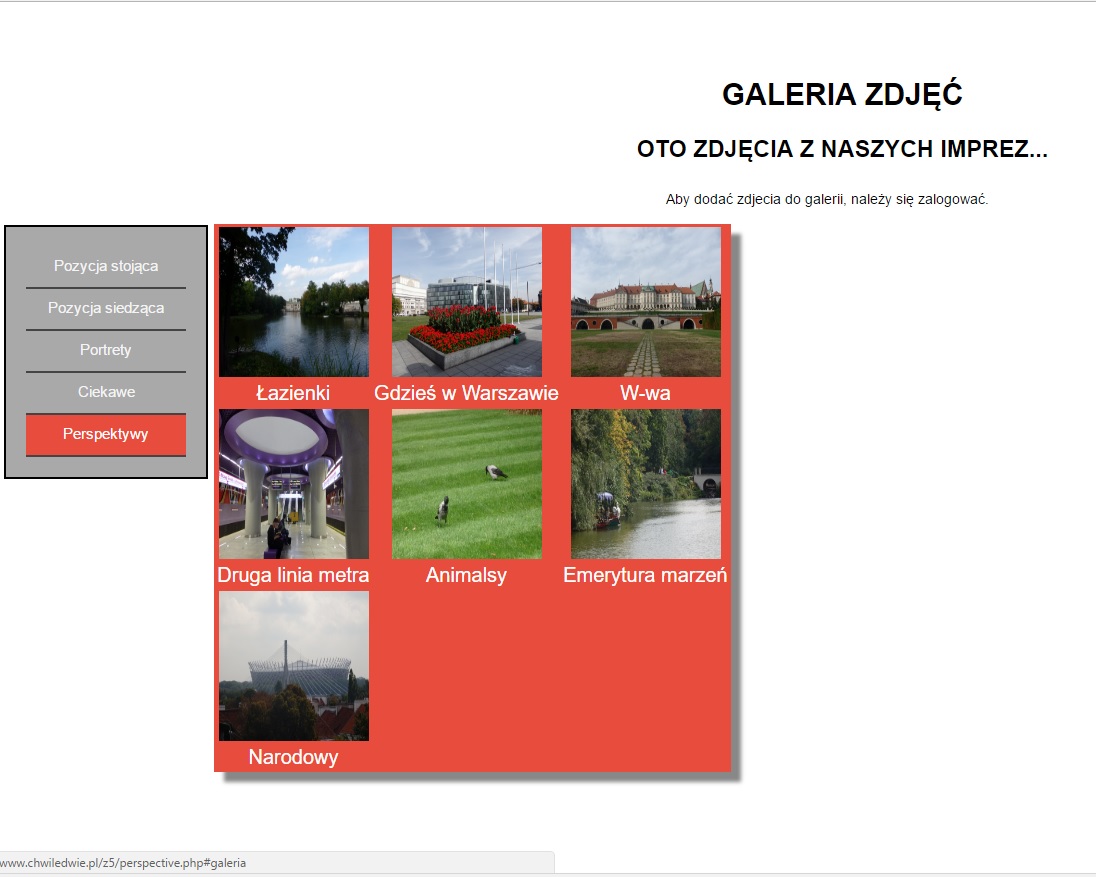 GALERIA ZDJĘĆ
OTO ZDJĘCIA Z NASZYCH IMPREZ...
Aby dodać zdjecia do galerii, należy się zalogować.
Pozycja stojąca
Pozycja siedząca
Portrety
Ciekawe
Perspektywy
Łazienki
Gdzieś w Warszawie
W-wa
Druga linia metra
Animalsy
Emerytura marzeń
Narodowy
www.chwiledwie.pl/z5/perspective.php#galeria